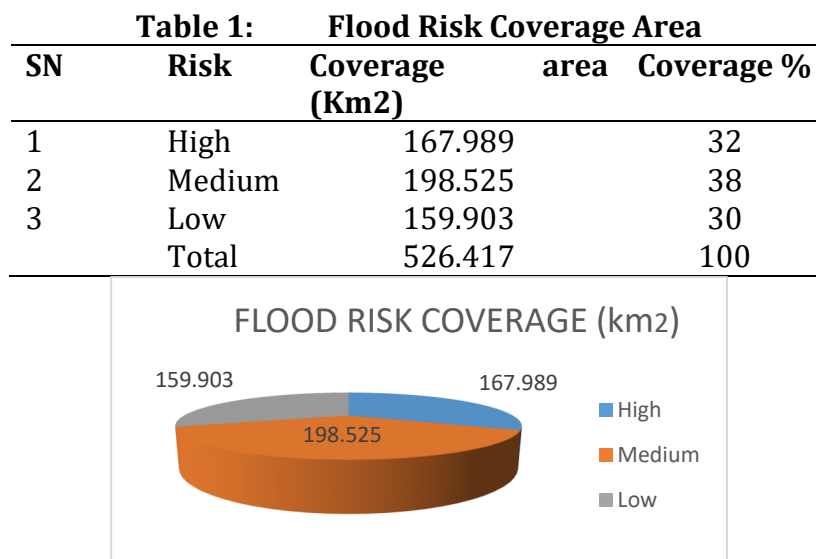 Table 1: Flood Risk Coverage Area
SN Risk Coverage area Coverage %
(Km2)
1 High 167.989 32
2 Medium 198.525 38
3 Low 159.903 30
Total 526.417 100
FLOOD RISK COVERAGE (km2)
159.903
167.989
198.525
High
Medium
Low